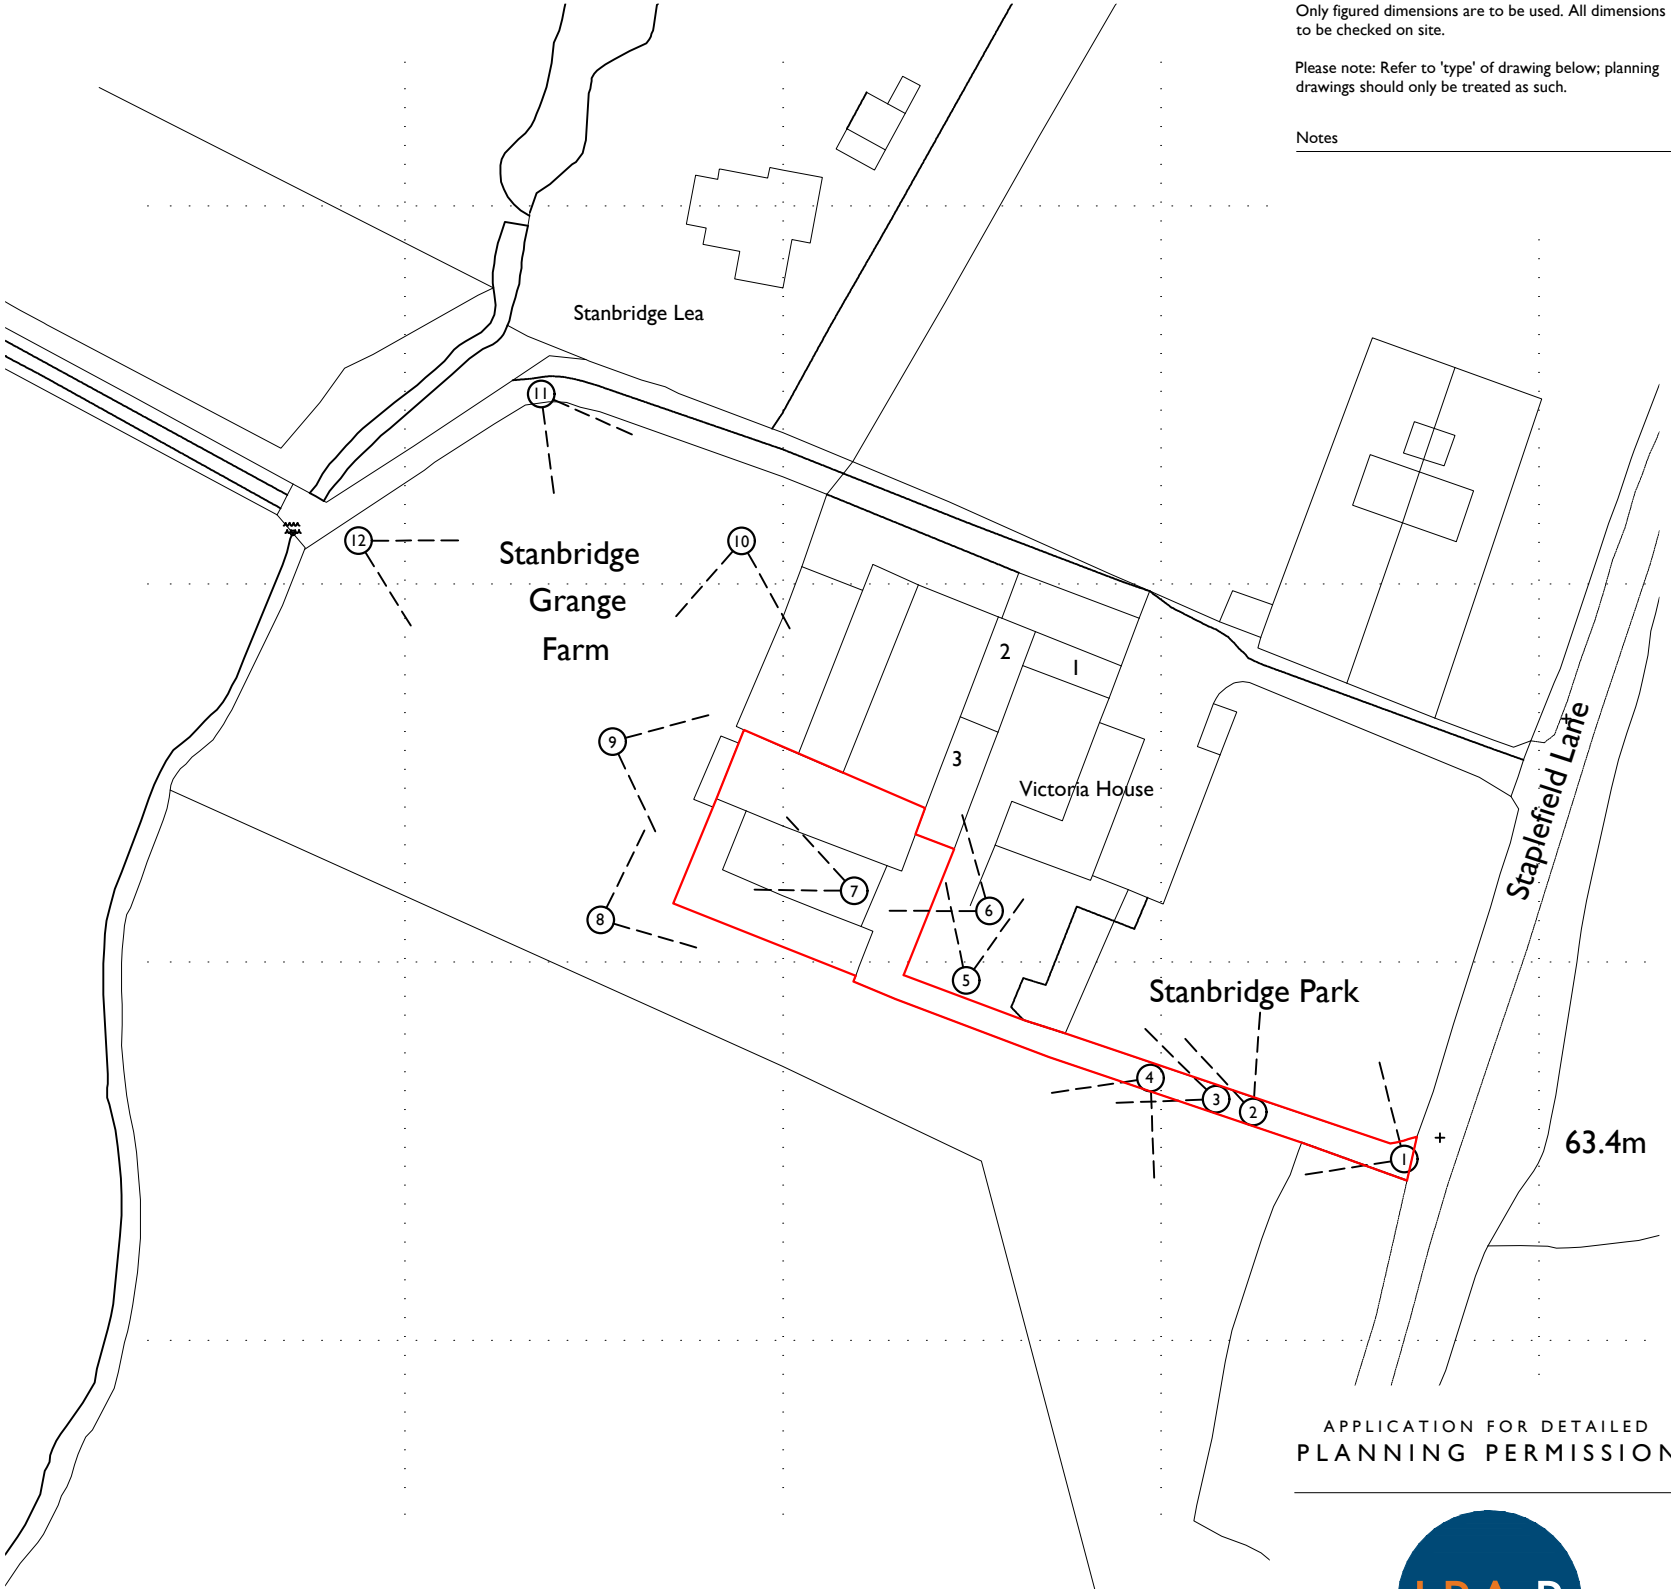 Only figured dimensions are to be used. All dimensions
to be checked on site.
Please note: Refer to 'type' of drawing below; planning
drawings should only be treated as such.
Notes
Stanbridge Lea
11
12
10
Stanbridge
Grange
Farm
2
1
3
9
Victoria House
Staplefield Lane
7
6
8
5
Stanbridge Park
4
3
2
1
63.4m
APPLICATION FOR DETAILED
PLANNING PERMISSION